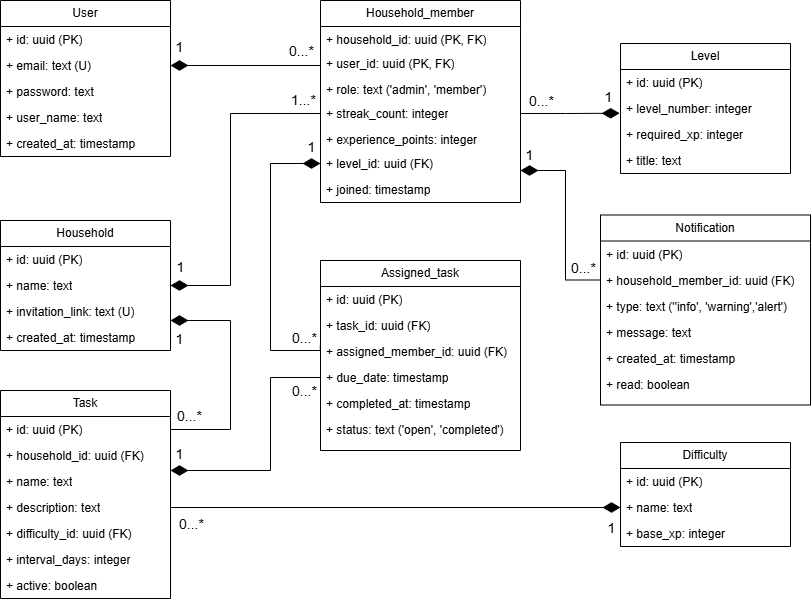 User
+ id: uuid (PK)
+ email: text (U)
+ password: text
+ user_name: text
+ created_at: timestamp
1
0...*
Household_member
+ household_id: uuid (PK, FK)
+ user_id: uuid (PK, FK)
+ role: text ('admin', 'member')
+ streak_count: integer
+ experience_points: integer
+ level_id: uuid (FK)
+ joined: timestamp
1...*
1
0...*
1
1
Level
+ id: uuid (PK)
+ level_number: integer
+ required_xp: integer
+ title: text
Household
+ id: uuid (PK)
+ name: text
+ invitation_link: text (U)
+ created_at: timestamp
1
1
0...*
Notification
+ id: uuid (PK)
+ household_member_id: uuid (FK)
+ type: text ("info', 'warning','alert')
+ message: text
+ created_at: timestamp
+ read: boolean
0...*
Assigned_task
+ id: uuid (PK)
+ task_id: uuid (FK)
+ assigned_member_id: uuid (FK)
+ due_date: timestamp
+ completed_at: timestamp
+ status: text ('open', 'completed')
0...*
0...*
Task
+ id: uuid (PK)
+ household_id: uuid (FK)
+ name: text
+ description: text
+ difficulty_id: uuid (FK)
+ interval_days: integer
+ active: boolean
1
0...*
1
Difficulty
+ id: uuid (PK)
+ name: text
+ base_xp: integer